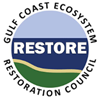 GULF COAST ECOSYSTEM
RESTORE
RESTORATION COUNCIL